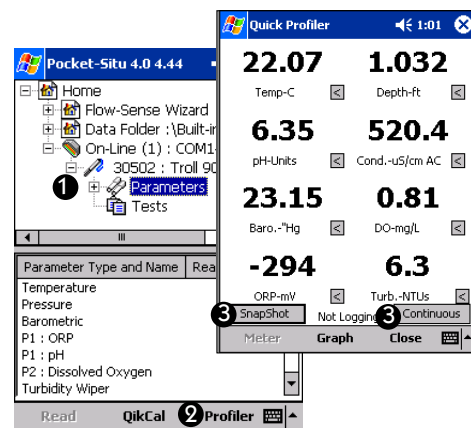 Pocket-Situ 4.0 4.44
Home
Flow-Sense Wizard
Data Folder :\Built-in
On-Line (1) : COM1
30502 : Troll 90
1
Parameters
Tests
Parameter Type and Name
Rea
Temperature
Pressure
Barometric
P1 : ORP
P1 : pH
P2 : Dissolved Oxygen
Turbidity Wiper
Read QikCal 2 Profiler
Quick Profiler 1:01
22.07 1.032
Temp-C < Depth-ft <
6.35 520.4
pH-Units < Cond.-uS/cm AC <
23.15 0.81
Baro.-"Hg < DO-mg/L <
-294 6.3
ORP-mV < Turb.-NTUs <
3 SnapShot Not Logging 3 Continuous
Meter Graph Close